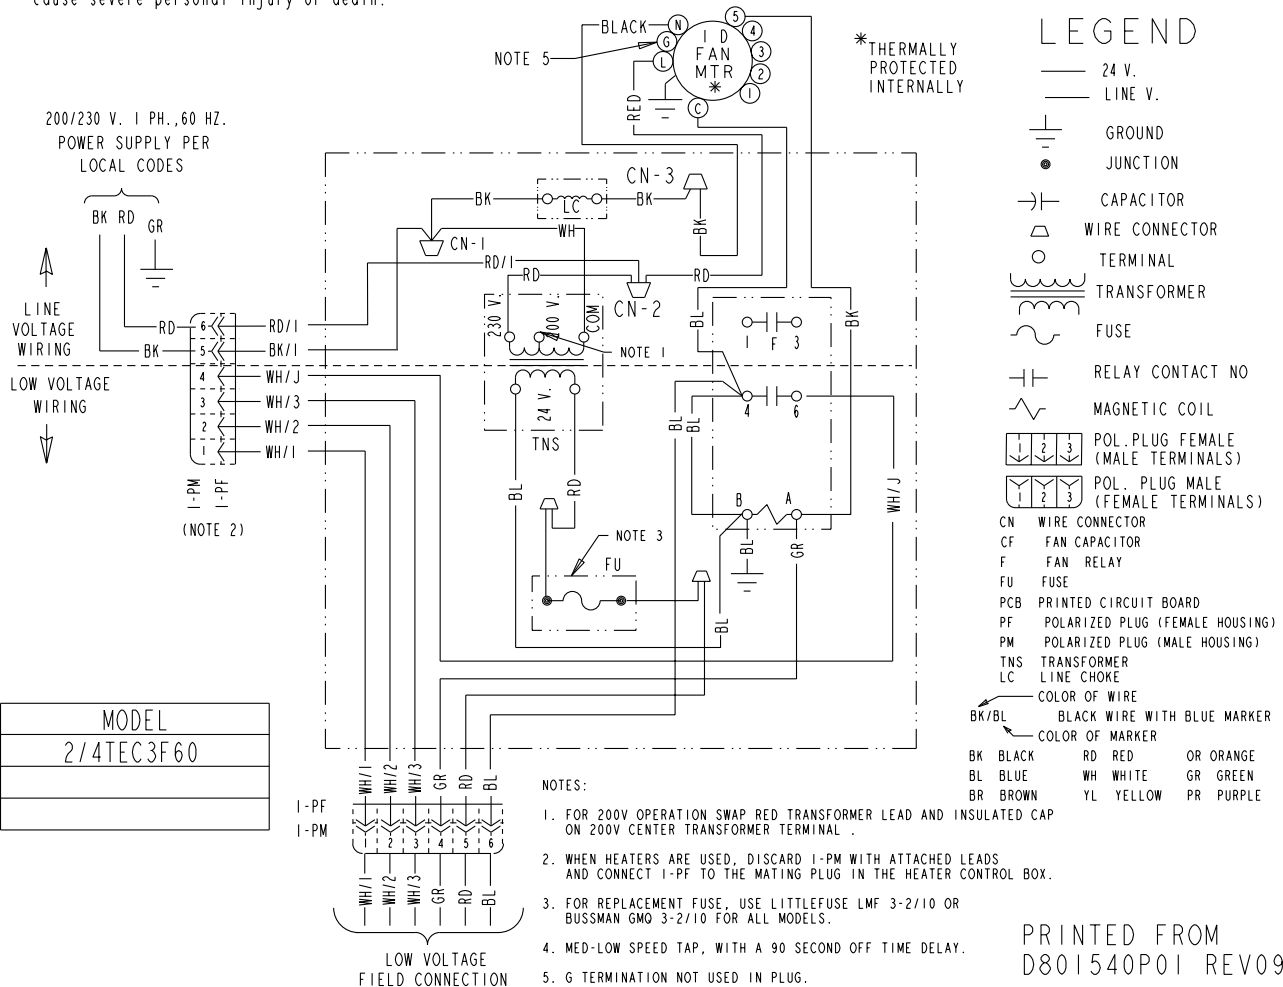 cause severe personal injury or death.
BLACK
N
G
L
C
5
4
3
2
1
I D
FAN
MTR
*
NOTE 5
RED
*THERMALLY
PROTECTED
INTERNALLY
200/230 V. 1 PH.,60 HZ.
POWER SUPPLY PER
LOCAL CODES
BK RD
GR
LINE
VOLTAGE
WIRING
LOW VOLTAGE
WIRING
RD
BK
6
5
4
3
2
1
RD/1
BK/1
WH/J
WH/3
WH/2
WH/1
1-PM
1-PF
(NOTE 2)
CN-3
BK
LC
BK
BK
CN-1
WH
RD/1
RD
RD
CN-2
230 V.
200 V.
COM
NOTE 1
24 V.
TNS
BL
BK
1 F 3
4
6
BL
BL
BL
RD
B
A
WH/J
NOTE 3
FU
BL
GR
BL
MODEL
2/4TEC3F60
WH/1
WH/2
WH/3
GR
RD
BL
1-PF
1-PM
1
2
3
4
5
6
WH/1
WH/2
WH/3
GR
RD
BL
LOW VOLTAGE
FIELD CONNECTION
NOTES:
1. FOR 200V OPERATION SWAP RED TRANSFORMER LEAD AND INSULATED CAP
ON 200V CENTER TRANSFORMER TERMINAL .
2. WHEN HEATERS ARE USED, DISCARD 1-PM WITH ATTACHED LEADS
AND CONNECT 1-PF TO THE MATING PLUG IN THE HEATER CONTROL BOX.
3. FOR REPLACEMENT FUSE, USE LITTLEFUSE LMF 3-2/10 OR
BUSSMAN GMQ 3-2/10 FOR ALL MODELS.
4. MED-LOW SPEED TAP, WITH A 90 SECOND OFF TIME DELAY.
5. G TERMINATION NOT USED IN PLUG.
LEGEND
24 V.
LINE V.
GROUND
JUNCTION
CAPACITOR
WIRE CONNECTOR
TERMINAL
TRANSFORMER
FUSE
RELAY CONTACT NO
MAGNETIC COIL
1 2 3
POL.PLUG FEMALE
(MALE TERMINALS)
1 2 3
POL. PLUG MALE
(FEMALE TERMINALS)
CN WIRE CONNECTOR
CF FAN CAPACITOR
F FAN RELAY
FU FUSE
PCB PRINTED CIRCUIT BOARD
PF POLARIZED PLUG (FEMALE HOUSING)
PM POLARIZED PLUG (MALE HOUSING)
TNS TRANSFORMER
LC LINE CHOKE
COLOR OF WIRE
BK/BL BLACK WIRE WITH BLUE MARKER
COLOR OF MARKER
BK BLACK RD RED OR ORANGE
BL BLUE WH WHITE GR GREEN
BR BROWN YL YELLOW PR PURPLE
PRINTED FROM
D801540P01 REV09